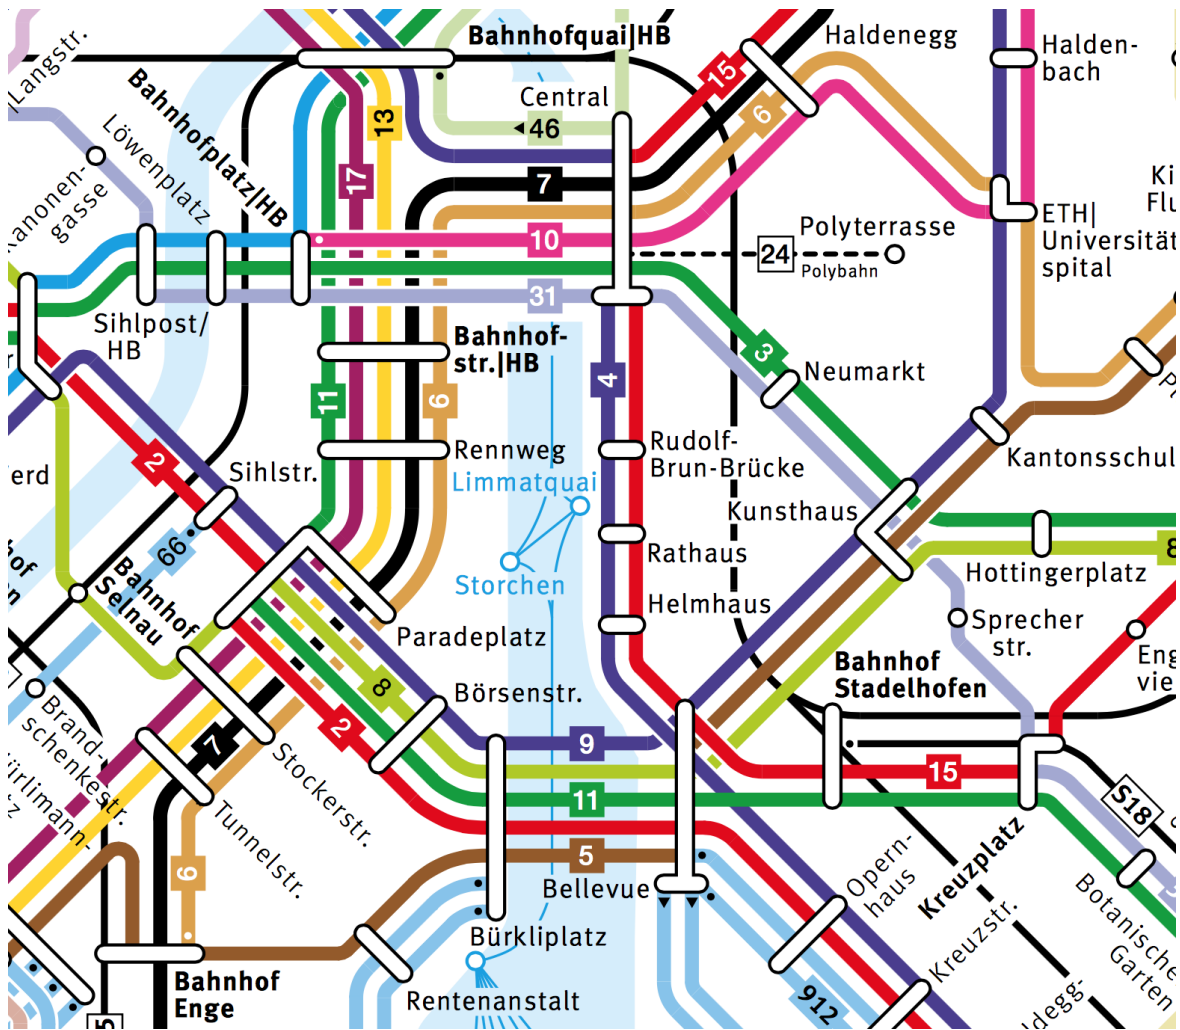 Langstr.
Bahnhofquai|HB
Haldenegg
Halden-
bach
15
13
6
Central
46
Bahnhofplatz|HB
Löwenplatz
Kanonen-
gasse
17
7
10
31
Polyterrasse
24
Polybahn
ETH|
Universität
spital
Sihlpost/
HB
Bahnhof-
str.|HB
3
Neumarkt
4
11
6
Rennweg
Rudolf-
Brun-Brücke
Kantonsschul
2
Sihlstr.
Limmatquai
Kunsthaus
66
Storchen
Rathaus
8
Hottingerplatz
Bahnhof
Selnau
Helmhaus
Sprecher
str.
Paradeplatz
Bahnhof
Stadelhofen
8
Börsenstr.
2
Brand-
schenkestr.
7
Stockerstr.
9
15
S18
11
Tunnelstr.
5
6
Bellevue
Opern-
haus
Kreuzplatz
Kreuzstr.
Botanische
Garten
Bürkliplatz
Bahnhof
Enge
Rentenanstalt
912
5